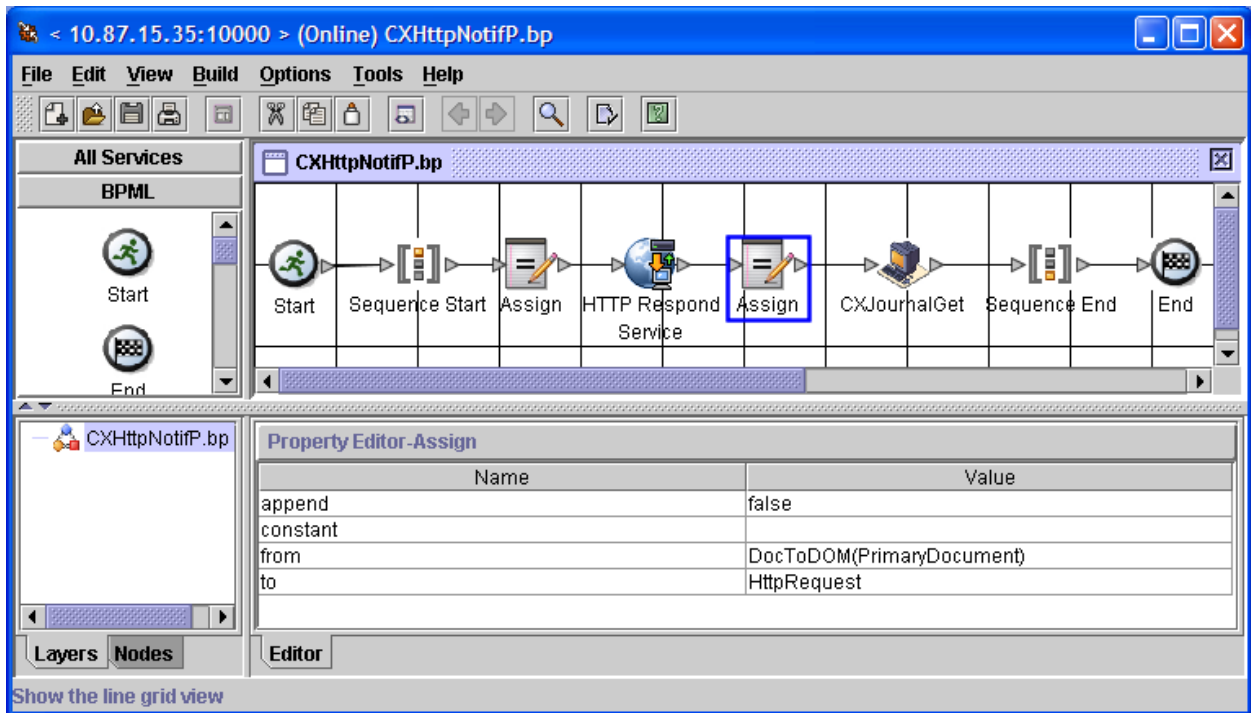 < 10.87.15.35:10000 > (Online) CXHttpNotifP.bp
File Edit View Build Options Tools Help
All Services
BPML
Start
End
CXHttpNotifP.bp
Start
Sequence Start
Assign
HTTP Respond
Service
Assign
CXJournalGet
Sequence End
End
CXHttpNotifP.bp
Layers Nodes
Property Editor-Assign
Name Value
append false
constant
from DocToDOM(PrimaryDocument)
to HttpRequest
Editor
Show the line grid view